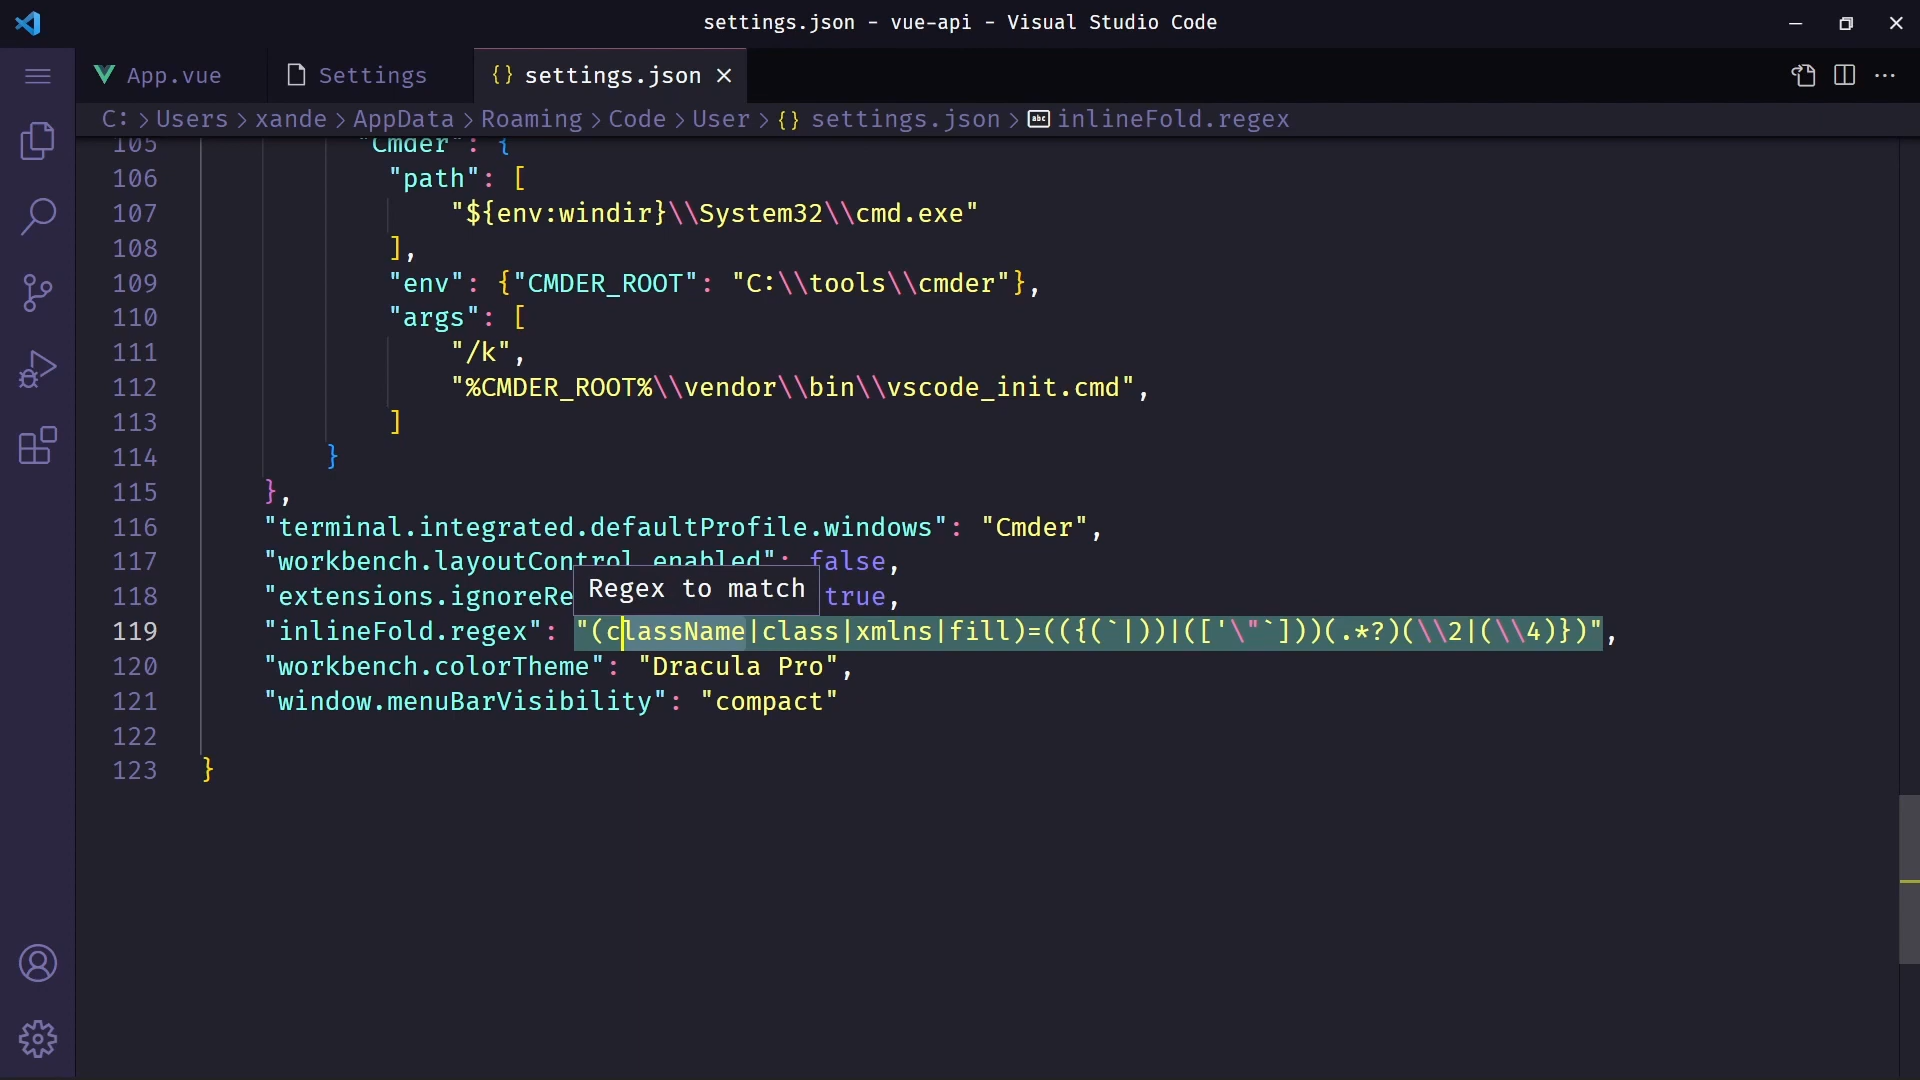 settings.json - vue-api - Visual Studio Code
App.vue
Settings
{} settings.json ×
C: > Users > xande > AppData > Roaming > Code > User > {} settings.json > abc inlineFold.regex
105 "Cmder": {
106 "path": [
107 "${env:windir}\\System32\\cmd.exe"
108 ],
109 "env": {"CMDER_ROOT": "C:\\tools\\cmder"},
110 "args": [
111 "/k",
112 "%CMDER_ROOT%\\vendor\\bin\\vscode_init.cmd",
113 ]
114 }
115 },
116 "terminal.integrated.defaultProfile.windows": "Cmder",
117 "workbench.layoutControl.enabled": false,
Regex to match
118 "extensions.ignoreRe true,
119 "inlineFold.regex": "(className|class|xmlns|fill)=(({(`|))|(['\"`]))(.*?)(\\2|(\\4)})",
120 "workbench.colorTheme": "Dracula Pro",
121 "window.menuBarVisibility": "compact"
122
123 }